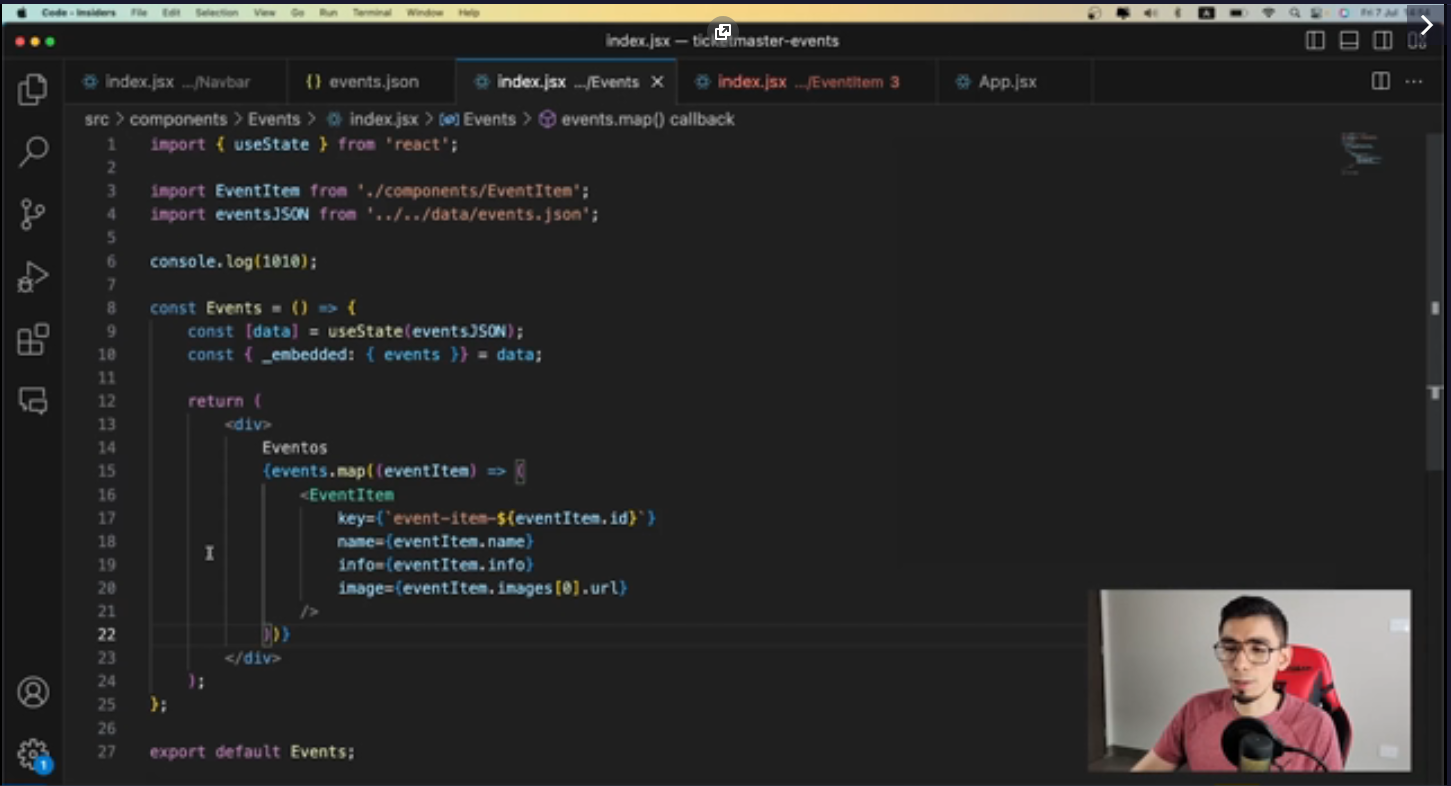 Code - Insiders File Edit Selection View Go Run Terminal Window Help Fri 7 Jul
index.jsx — ticketmaster-events
index.jsx .../Navbar {} events.json index.jsx .../Events × index.jsx .../EventItem 3 App.jsx
src > components > Events > index.jsx > Events > events.map() callback
1 import { useState } from 'react';
2
3 import EventItem from './components/EventItem';
4 import eventsJSON from '../../data/events.json';
5
6 console.log(1010);
7
8 const Events = () => {
9 const [data] = useState(eventsJSON);
10 const { _embedded: { events }} = data;
11
12 return (
13 <div>
14 Eventos
15 {events.map((eventItem) => (
16 <EventItem
17 key={`event-item-${eventItem.id}`}
18 name={eventItem.name}
19 info={eventItem.info}
20 image={eventItem.images[0].url}
21 />
22 ))}
23 </div>
24 );
25 };
26
27 export default Events;
1